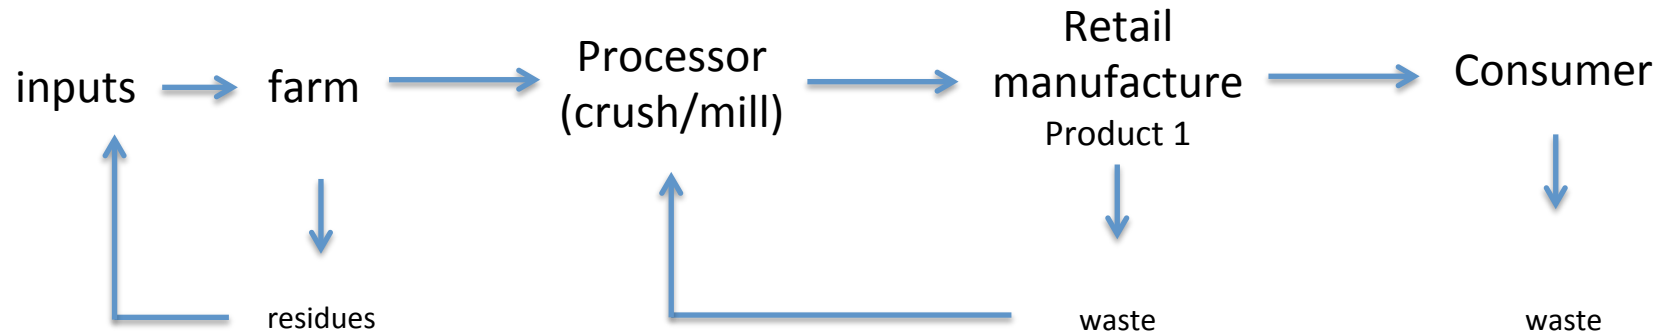 inputs
farm
Processor
(crush/mill)
Retail
manufacture
Product 1
Consumer
residues
waste
waste